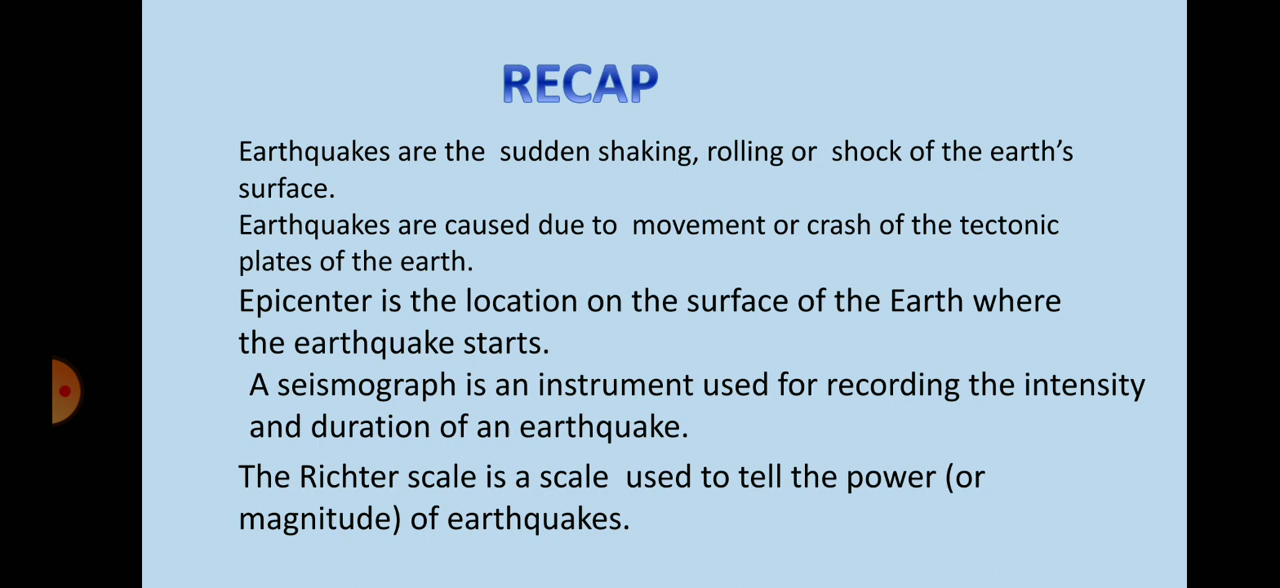 RECAP
Earthquakes are the sudden shaking, rolling or shock of the earth’s
surface.
Earthquakes are caused due to movement or crash of the tectonic
plates of the earth.
Epicenter is the location on the surface of the Earth where
the earthquake starts.
A seismograph is an instrument used for recording the intensity
and duration of an earthquake.
The Richter scale is a scale used to tell the power (or
magnitude) of earthquakes.